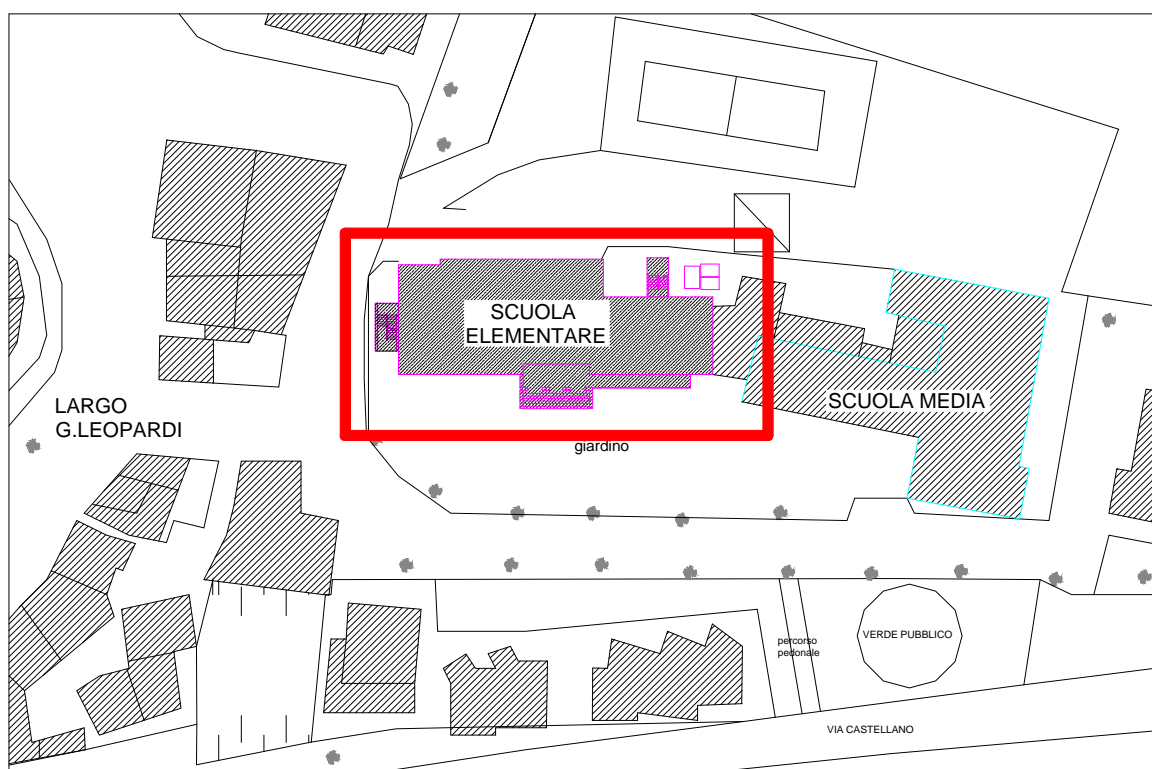 SCUOLA
ELEMENTARE
LARGO
G.LEOPARDI
SCUOLA MEDIA
giardino
percorso
pedonale
VERDE PUBBLICO
VIA CASTELLANO